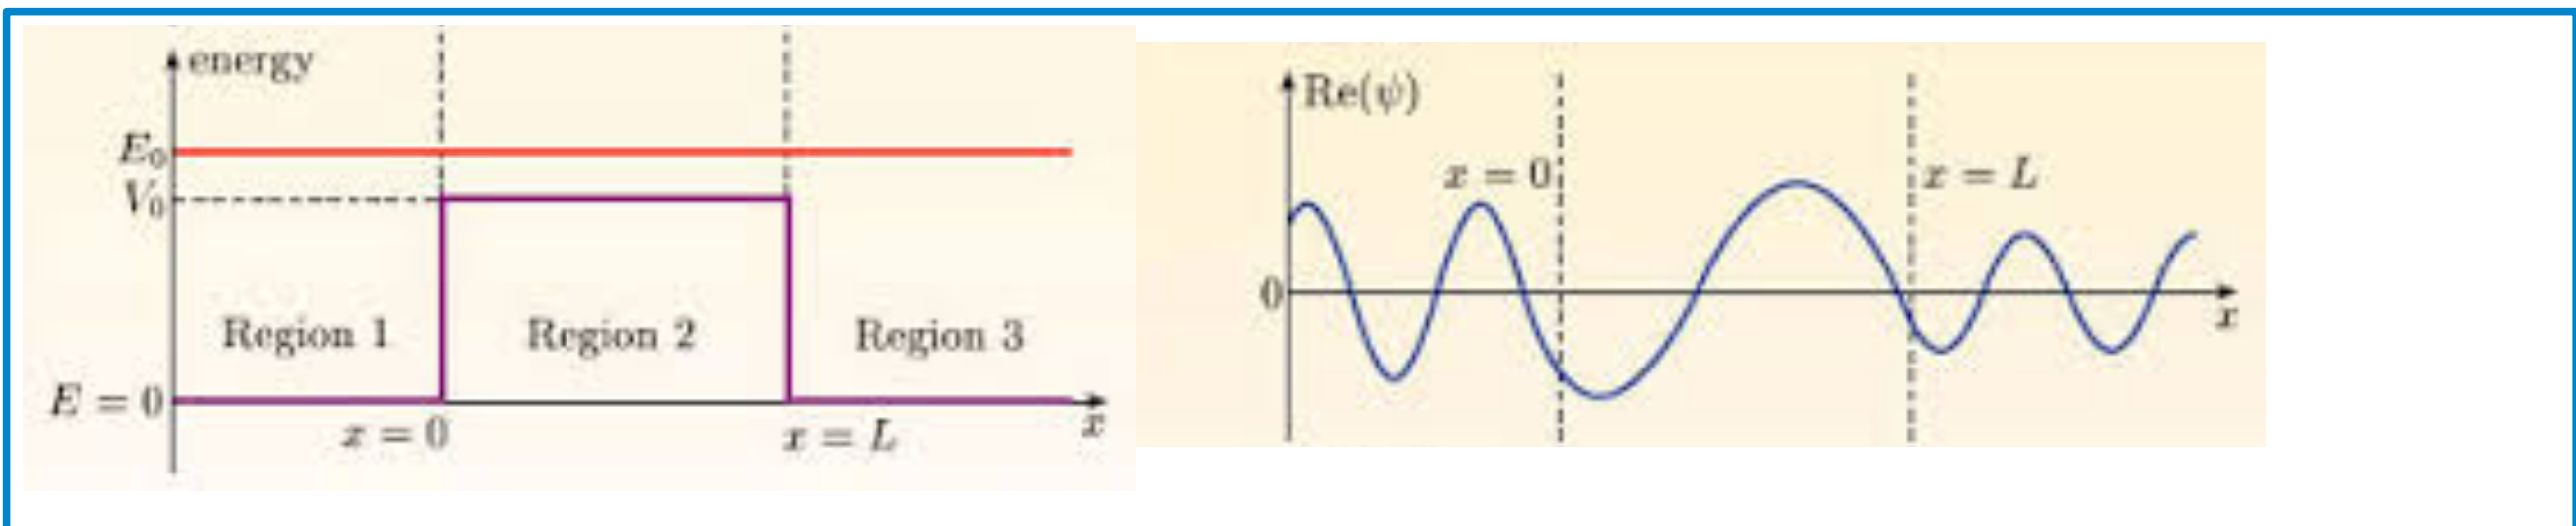 energy
E₀
V₀
Region 1
Region 2
Region 3
E = 0
x = 0
x = L
x
Re(ψ)
x = 0
x = L
0
x